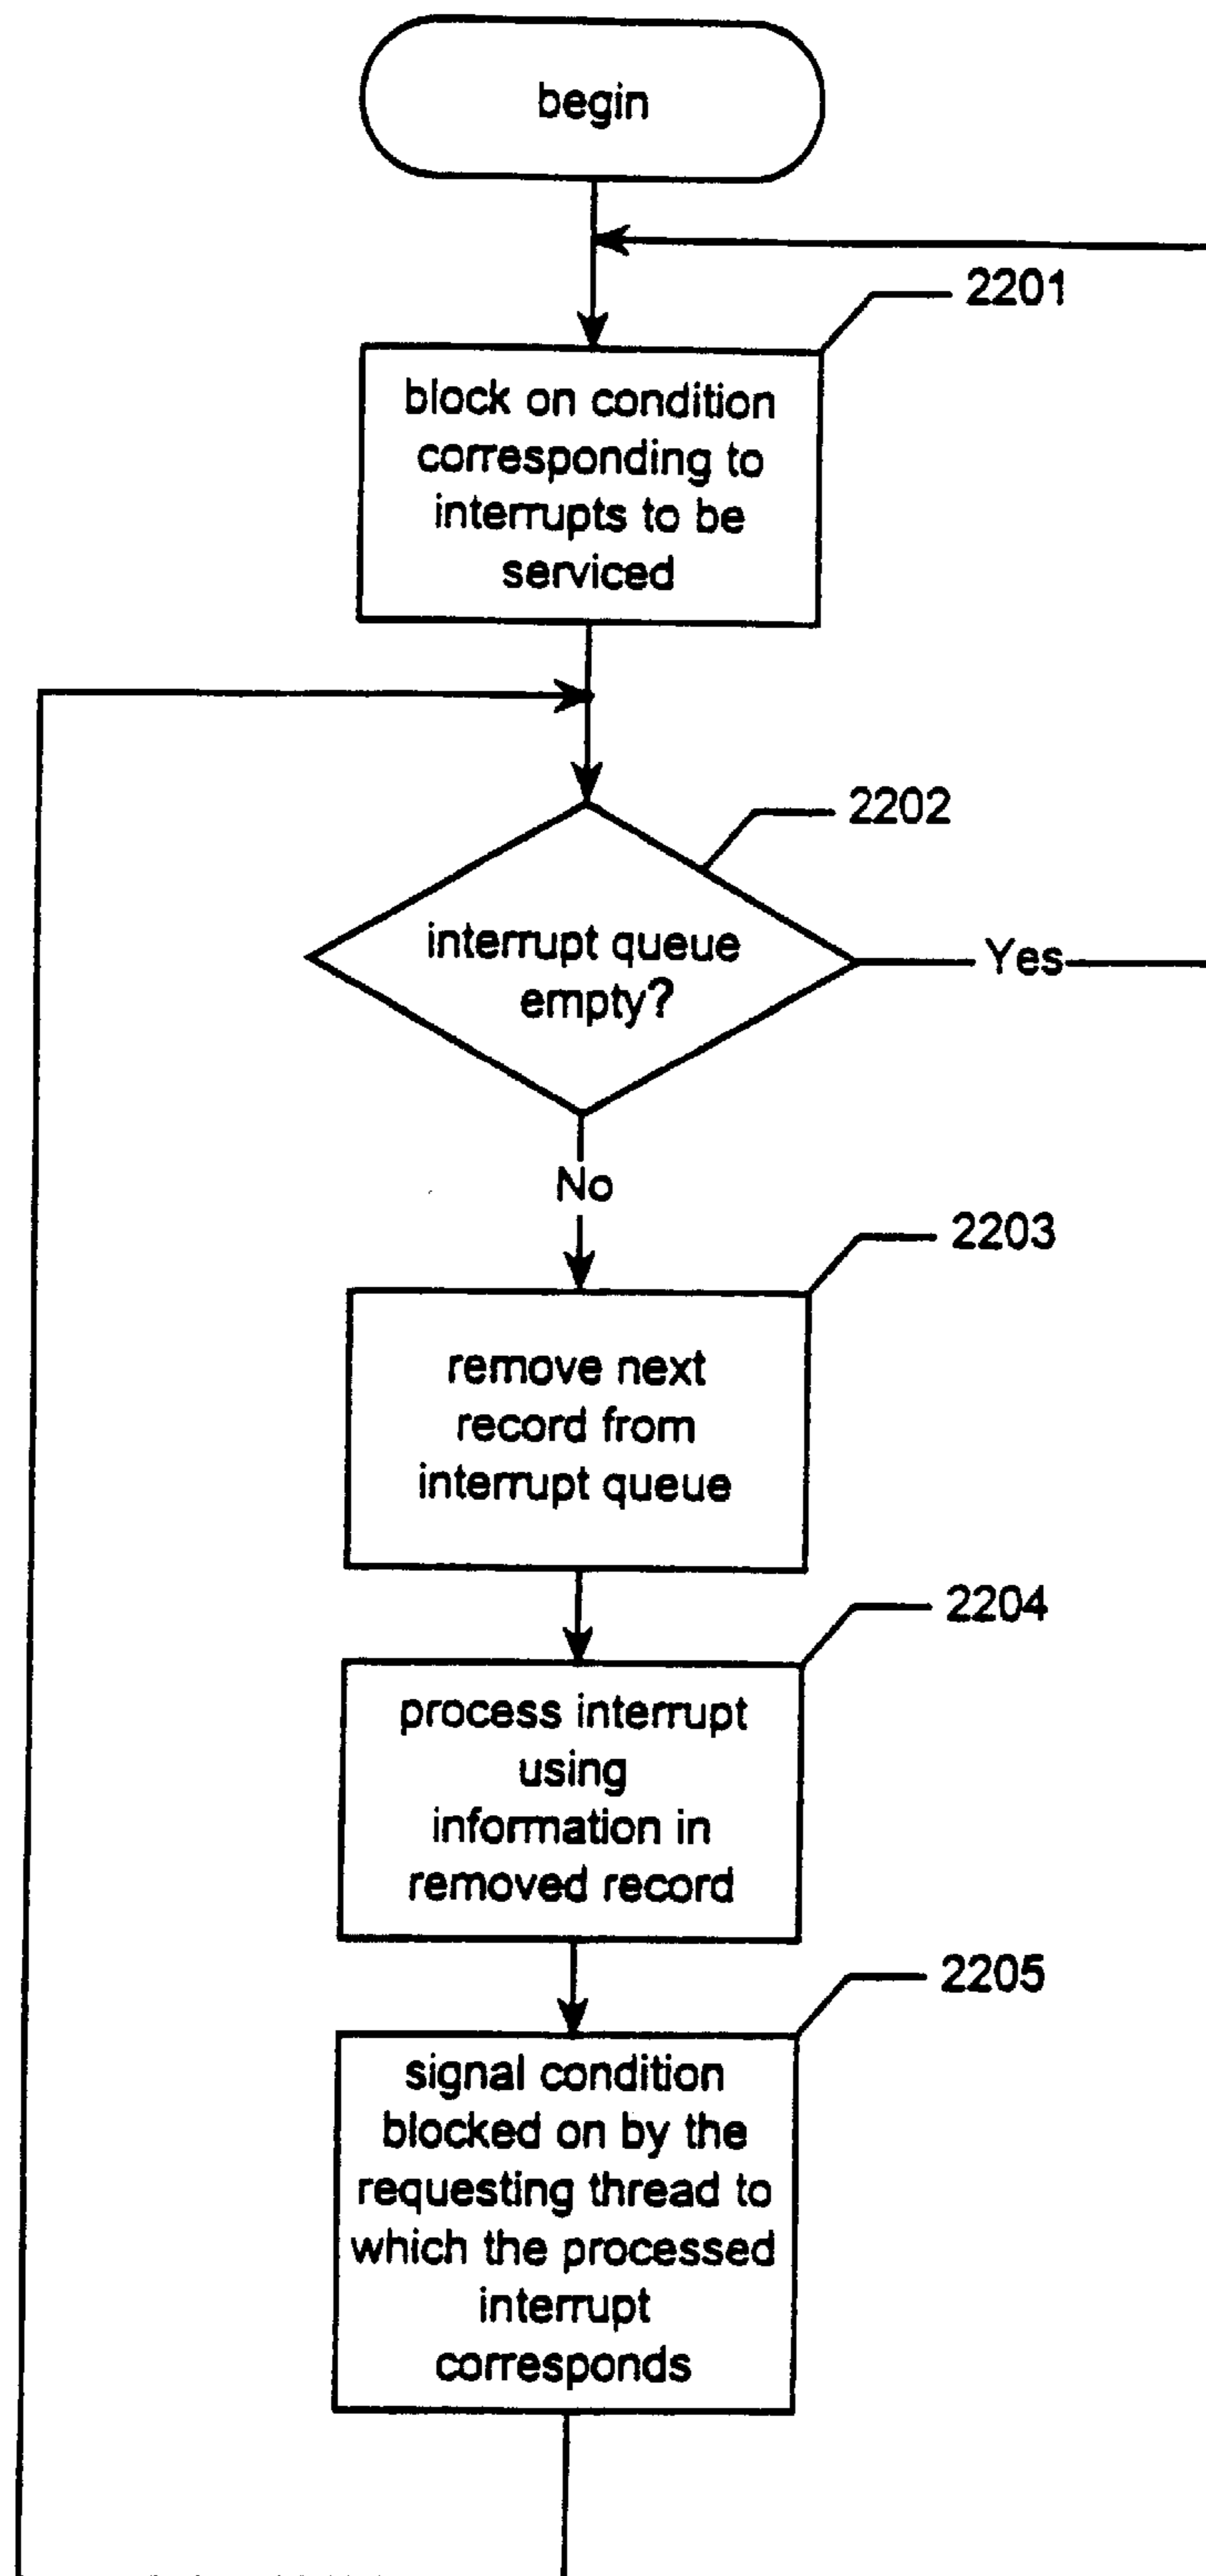 begin
2201
block on condition
corresponding to
interrupts to be
serviced
2202
interrupt queue
empty?
Yes
No
2203
remove next
record from
interrupt queue
2204
process interrupt
using
information in
removed record
2205
signal condition
blocked on by the
requesting thread to
which the processed
interrupt
corresponds